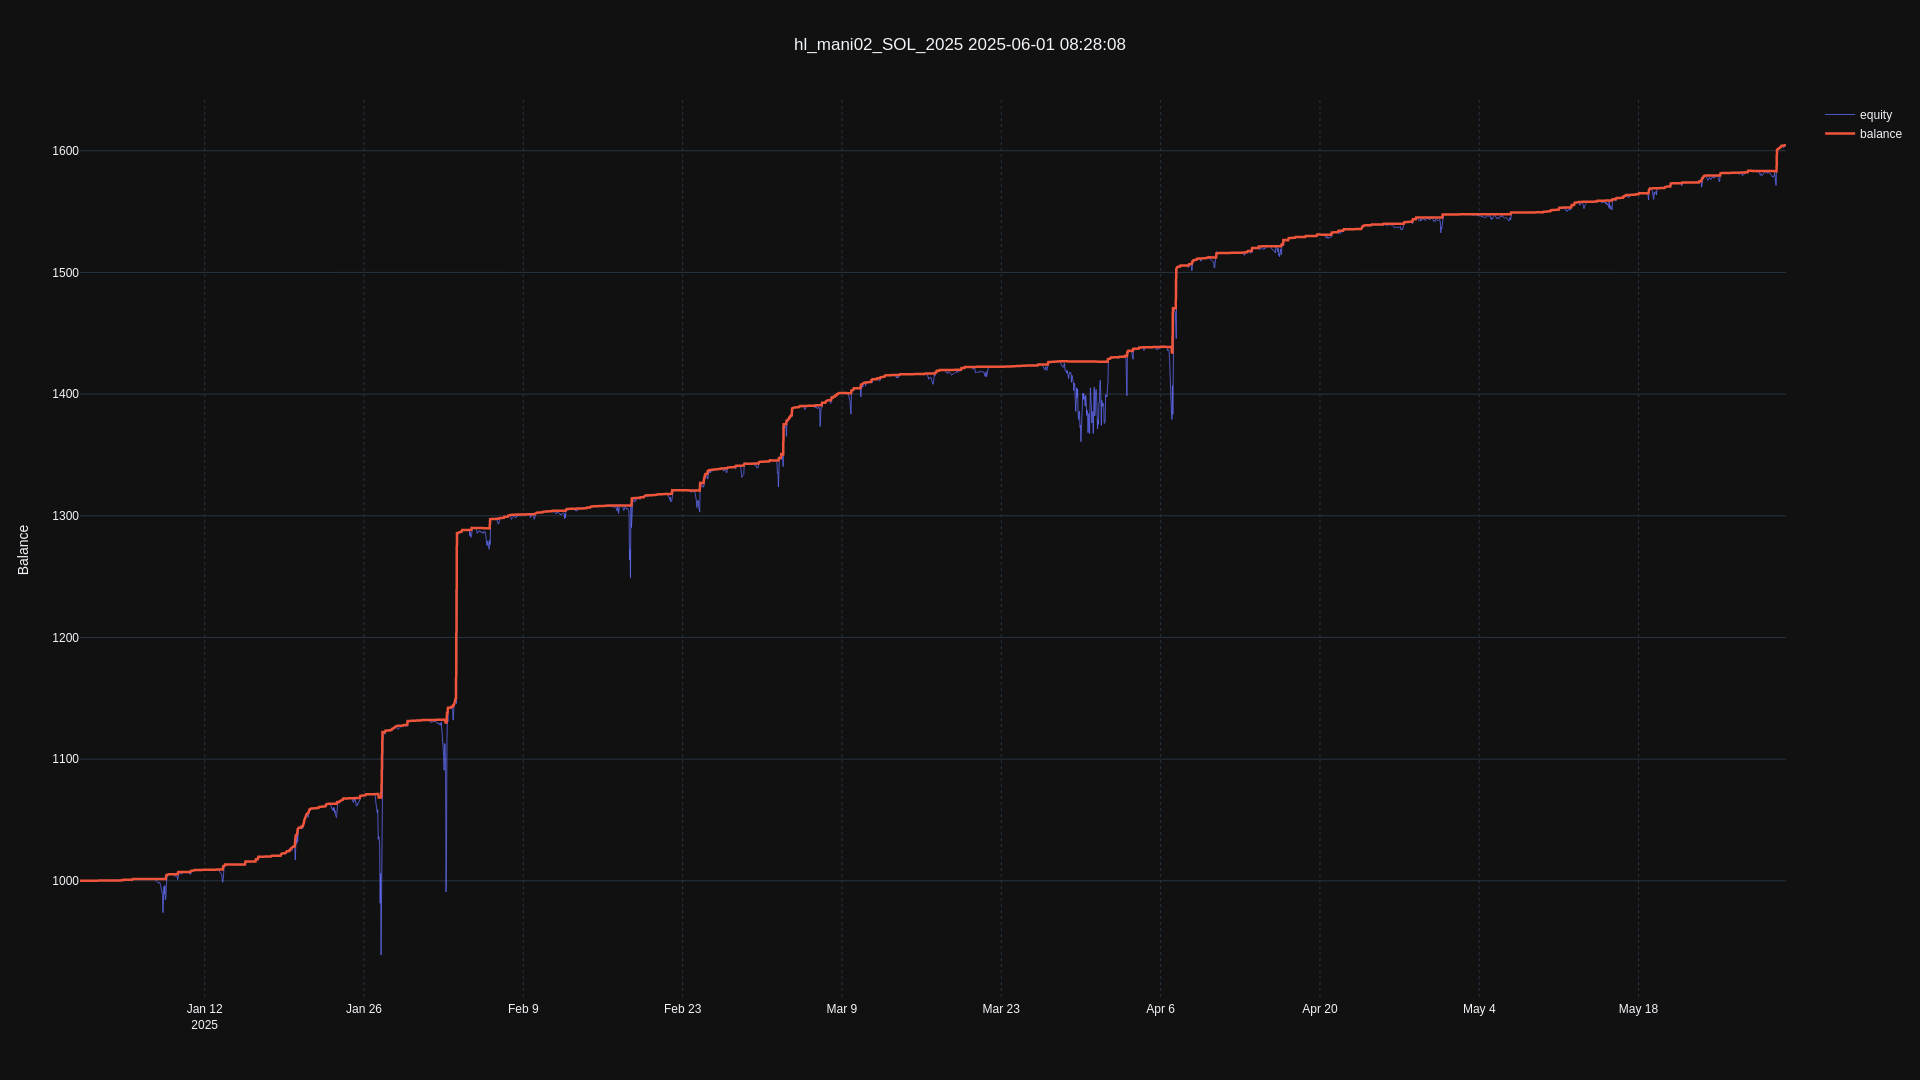 hl_mani02_SOL_2025 2025-06-01 08:28:08
equity
balance
1600
1500
1400
1300
1200
1100
1000
Balance
Jan 12
2025
Jan 26
Feb 9
Feb 23
Mar 9
Mar 23
Apr 6
Apr 20
May 4
May 18